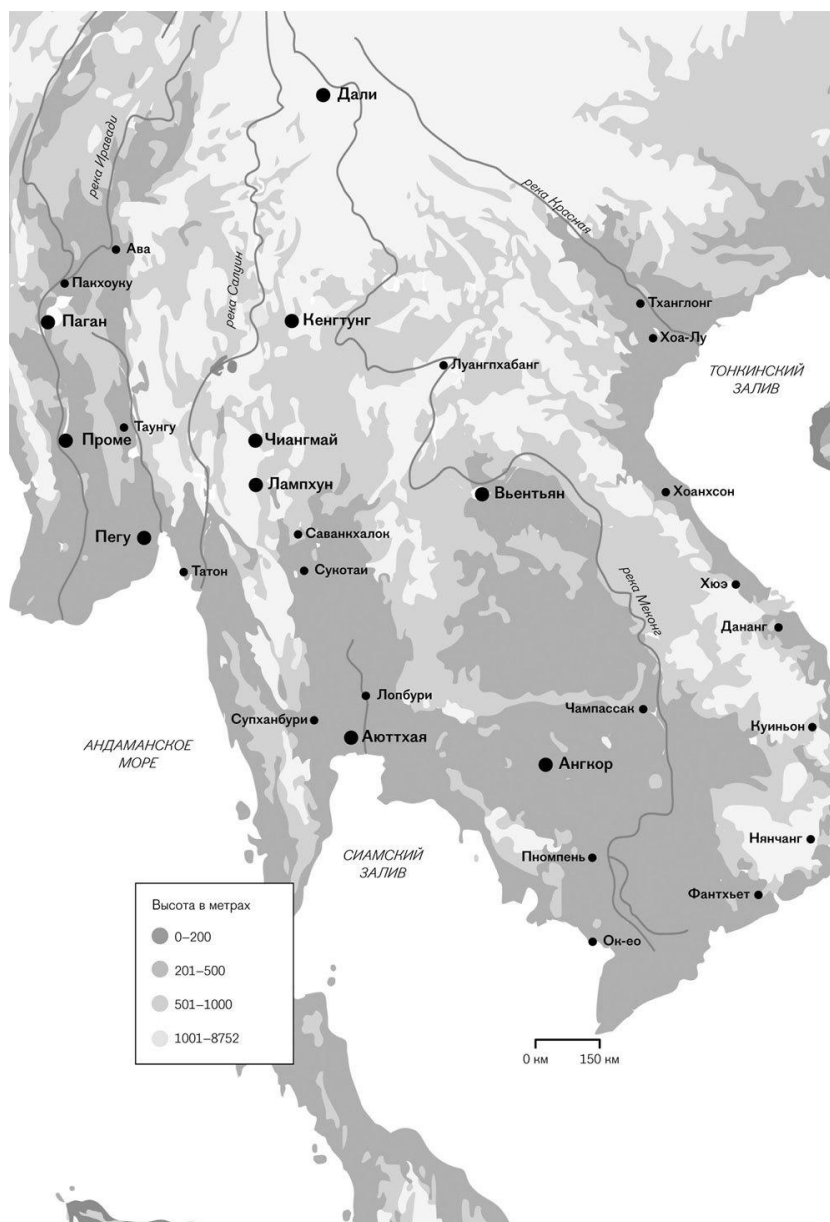 Дали
река Иравади
река Красная
Ава
река Салуин
Пакхоуку
Тханглонг
Паган
Кенгтунг
Хоа-Лу
Луангпхабанг
ТОНКИНСКИЙ
ЗАЛИВ
Таунгу
Проме
Чиангмай
Лампхун
Вьентьян
Хоанхсон
Саванкхалок
Пегу
Татон
Сукотаи
Хюэ
река Меконг
Дананг
Лопбури
Чампассак
Супханбури
Куиньон
Аюттхая
АНДАМАНСКОЕ
МОРЕ
Ангкор
Нянчанг
СИАМСКИЙ
ЗАЛИВ
Пномпень
Фантхьет
Ок-ео
Высота в метрах
0–200
201–500
501–1000
1001–8752
0 км 150 км